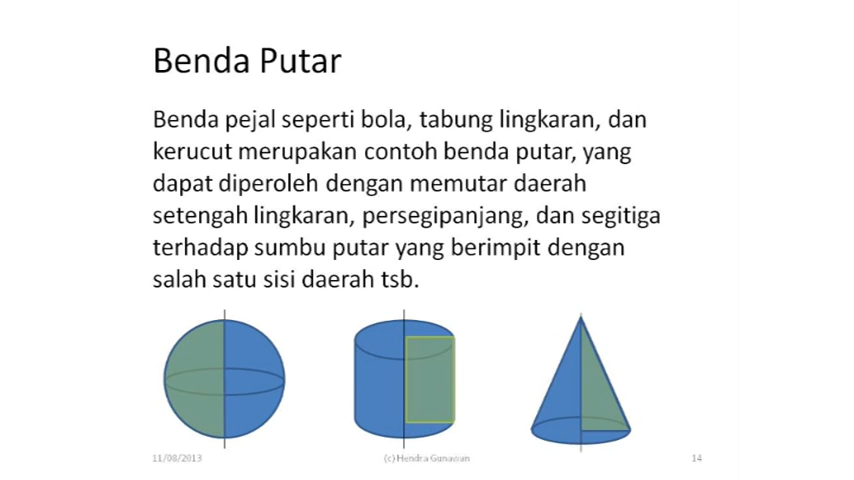 Benda Putar
Benda pejal seperti bola, tabung lingkaran, dan
kerucut merupakan contoh benda putar, yang
dapat diperoleh dengan memutar daerah
setengah lingkaran, persegipanjang, dan segitiga
terhadap sumbu putar yang berimpit dengan
salah satu sisi daerah tsb.
11/08/2013
(c) Hendra Gunawan
14